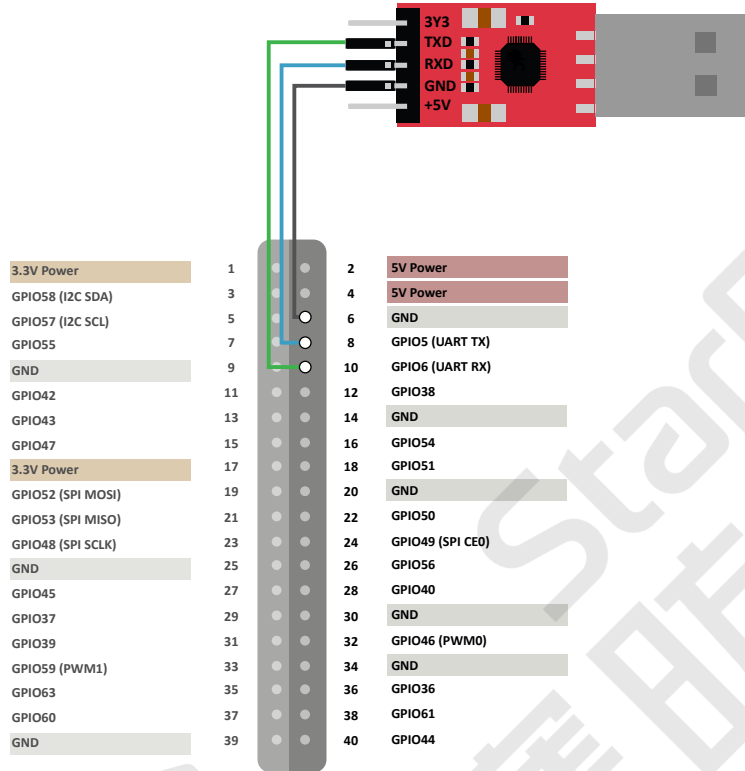 3Y3
TXD
RXD
GND
+5V
3.3V Power 1 2 5V Power
GPIO58 (I2C SDA) 3 4 5V Power
GPIO57 (I2C SCL) 5 6 GND
GPIO55 7 8 GPIO5 (UART TX)
GND 9 10 GPIO6 (UART RX)
GPIO42 11 12 GPIO38
GPIO43 13 14 GND
GPIO47 15 16 GPIO54
3.3V Power 17 18 GPIO51
GPIO52 (SPI MOSI) 19 20 GND
GPIO53 (SPI MISO) 21 22 GPIO50
GPIO48 (SPI SCLK) 23 24 GPIO49 (SPI CE0)
GND 25 26 GPIO56
GPIO45 27 28 GPIO40
GPIO37 29 30 GND
GPIO39 31 32 GPIO46 (PWM0)
GPIO59 (PWM1) 33 34 GND
GPIO63 35 36 GPIO36
GPIO60 37 38 GPIO61
GND 39 40 GPIO44